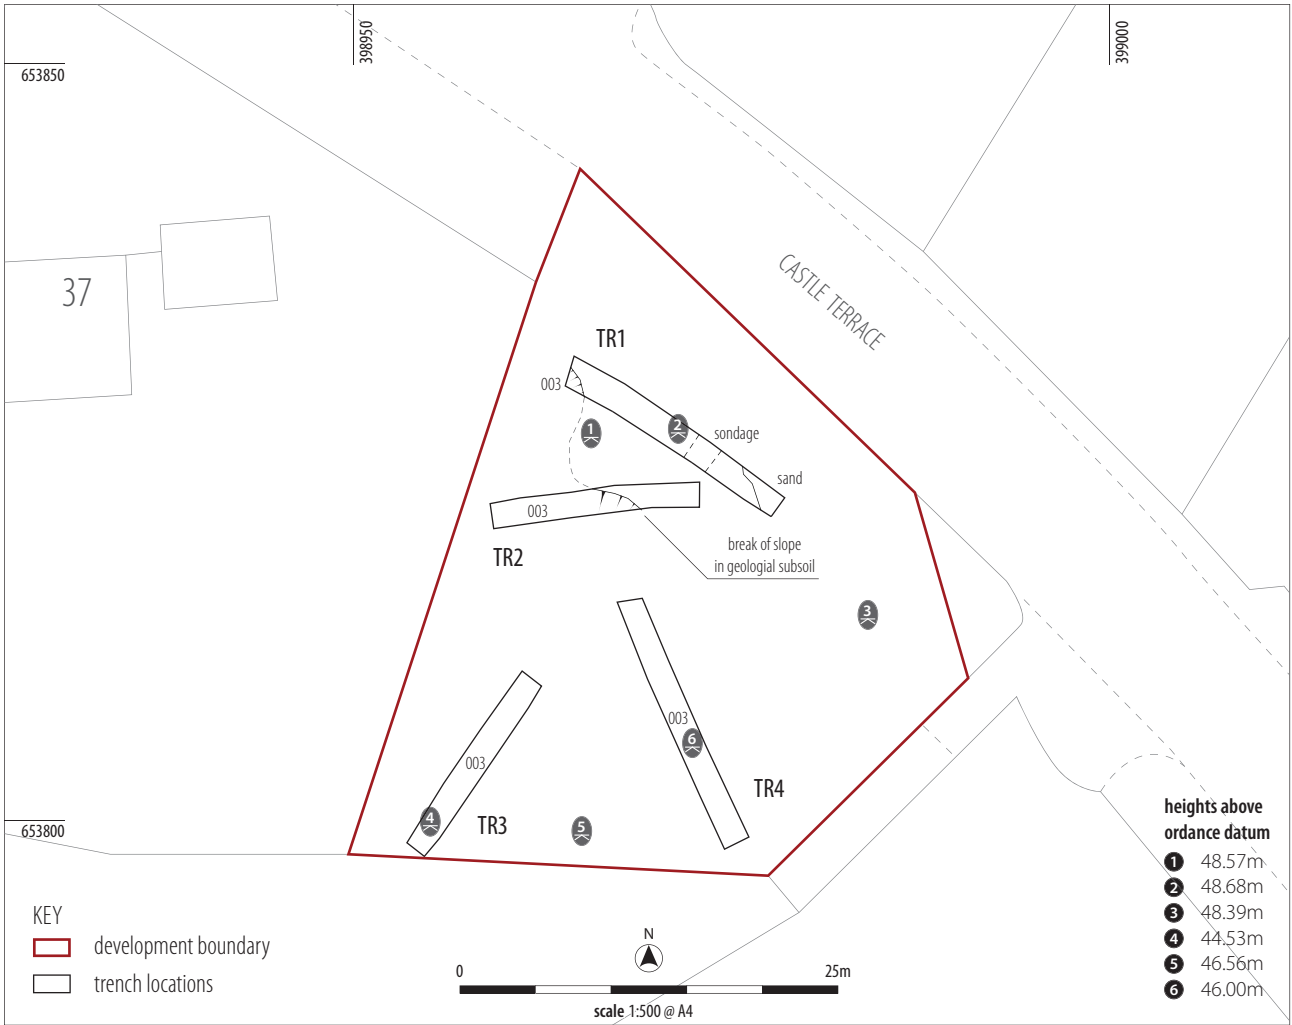 398950
399000
653850
37
CASTLE TERRACE
TR1
003
1
2
sondage
sand
003
TR2
break of slope
in geologial subsoil
3
003
6
003
TR4
4
TR3
5
653800
heights above
ordance datum
1 48.57m
2 48.68m
3 48.39m
4 44.53m
5 46.56m
6 46.00m
KEY
development boundary
trench locations
N
0 25m
scale 1:500 @ A4